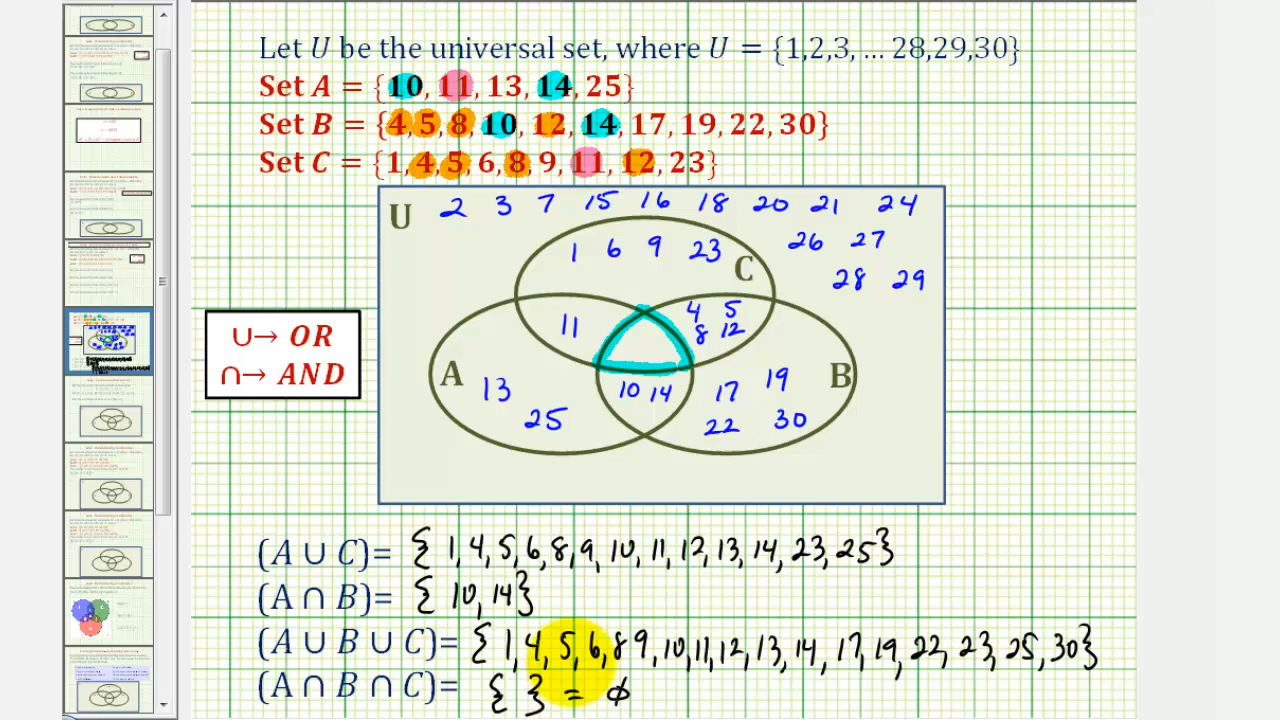 Let U be the universal set, where U = {1,2,3, ... 28,29,30}
Set A = {10, 11, 13, 14, 25}
Set B = {4, 5, 8, 10, 12, 14, 17, 19, 22, 30}
Set C = {1, 4, 5, 6, 8, 9, 11, 12, 23}
U 2 3 7 15 16 18 20 21 24
1 6 9 23 C 26 27
28 29
11 4 5
8 12
∪→ OR
∩→ AND
A 13 10 14 17 19 B
25 22 30
(A ∪ C)= { 1, 4, 5, 6, 8, 9, 10, 11, 12, 13, 14, 23, 25}
(A ∩ B)= { 10, 14}
(A ∪ B ∪ C)= { 1, 4, 5, 6, 8 9, 10, 11, 12, 13, 14, 17, 19, 22, 23, 25, 30}
(A ∩ B ∩ C)= { } = ϕ